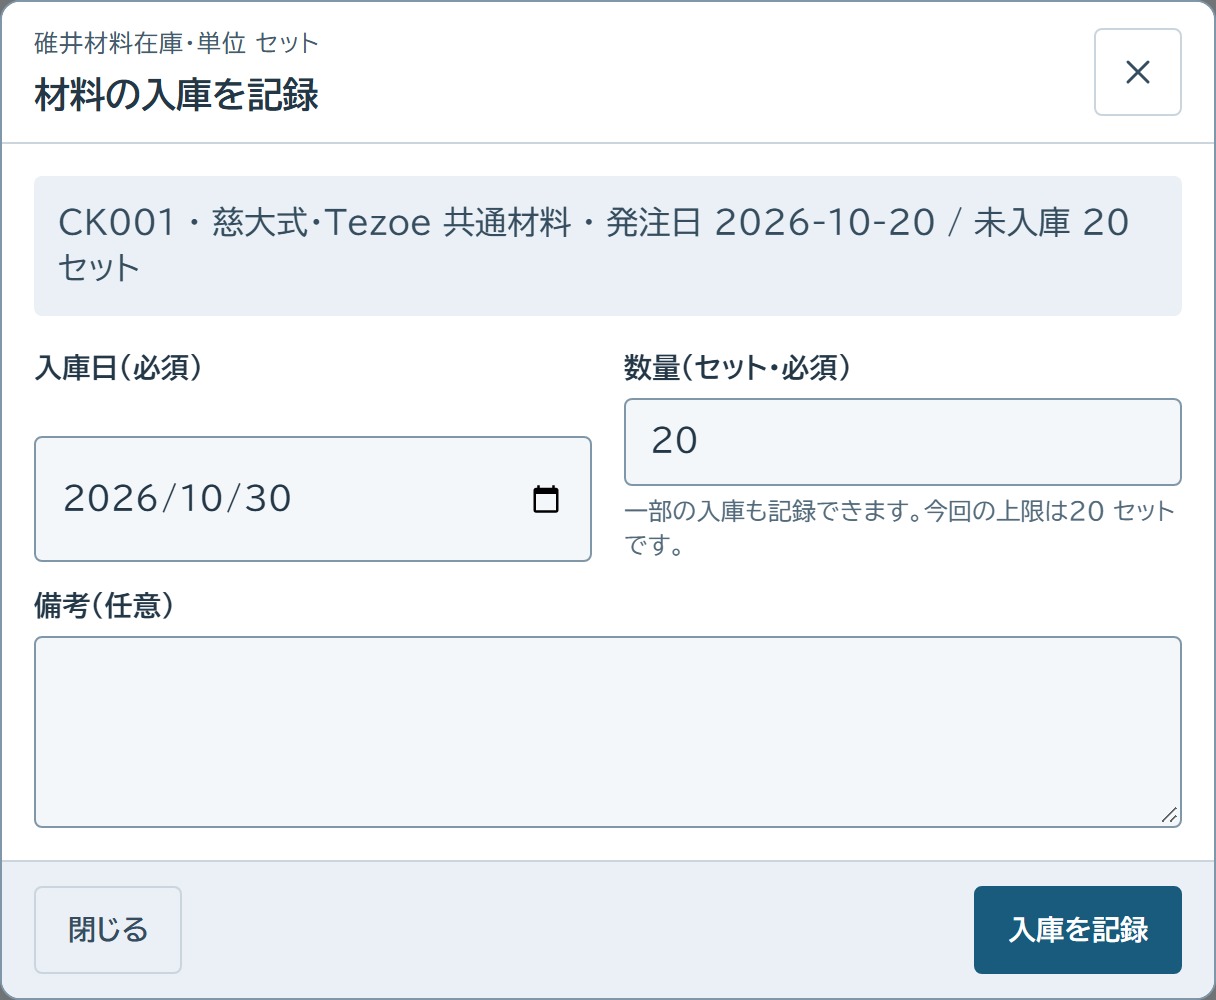 碓井材料在庫・単位 セット
材料の入庫を記録
CK001・慈大式・Tezoe 共通材料・発注日 2026-10-20 / 未入庫 20
セット
入庫日(必須)
2026/10/30
数量(セット・必須)
20
一部の入庫も記録できます。今回の上限は20 セット
です。
備考(任意)
閉じる
入庫を記録